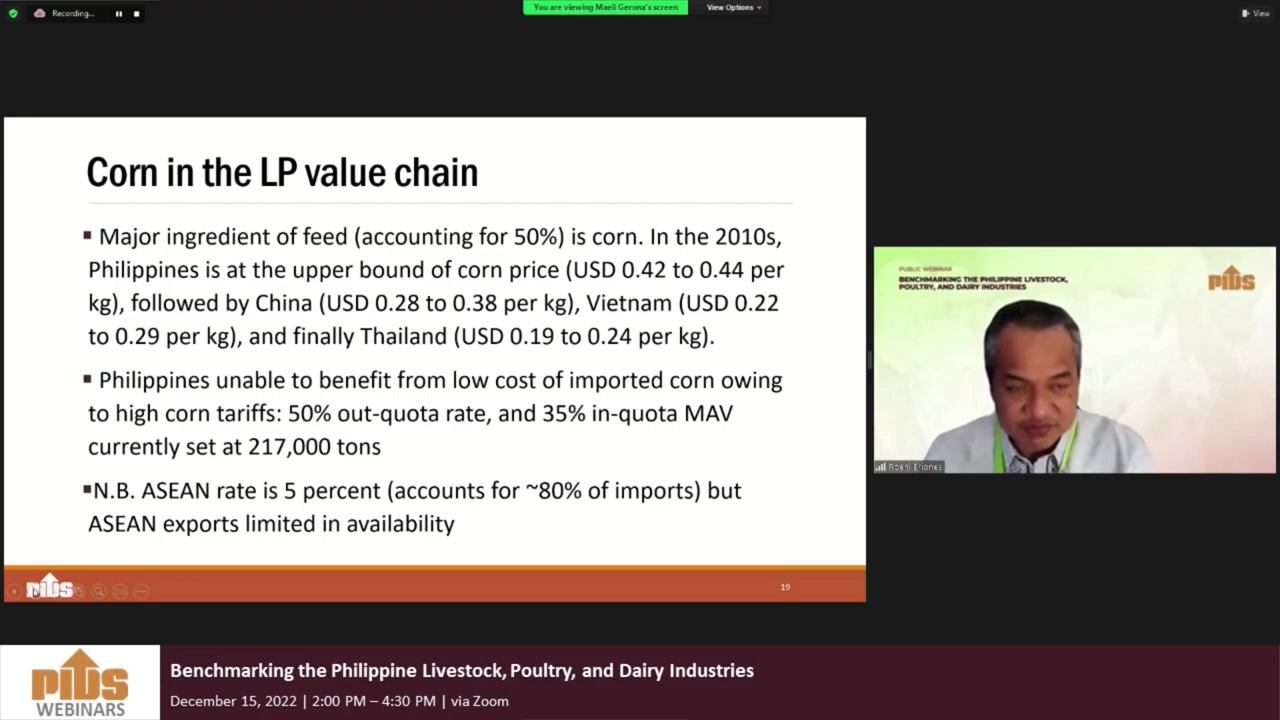 Recording...
You are viewing Maeli Gerona's screen
View Options
View
Corn in the LP value chain
▪ Major ingredient of feed (accounting for 50%) is corn. In the 2010s,
Philippines is at the upper bound of corn price (USD 0.42 to 0.44 per
kg), followed by China (USD 0.28 to 0.38 per kg), Vietnam (USD 0.22
to 0.29 per kg), and finally Thailand (USD 0.19 to 0.24 per kg).
▪ Philippines unable to benefit from low cost of imported corn owing
to high corn tariffs: 50% out-quota rate, and 35% in-quota MAV
currently set at 217,000 tons
▪N.B. ASEAN rate is 5 percent (accounts for ~80% of imports) but
ASEAN exports limited in availability
pids
19
PUBLIC WEBINAR
BENCHMARKING THE PHILIPPINE LIVESTOCK,
POULTRY, AND DAIRY INDUSTRIES
pids
Roehl Briones
pids
WEBINARS
Benchmarking the Philippine Livestock, Poultry, and Dairy Industries
December 15, 2022 | 2:00 PM – 4:30 PM | via Zoom